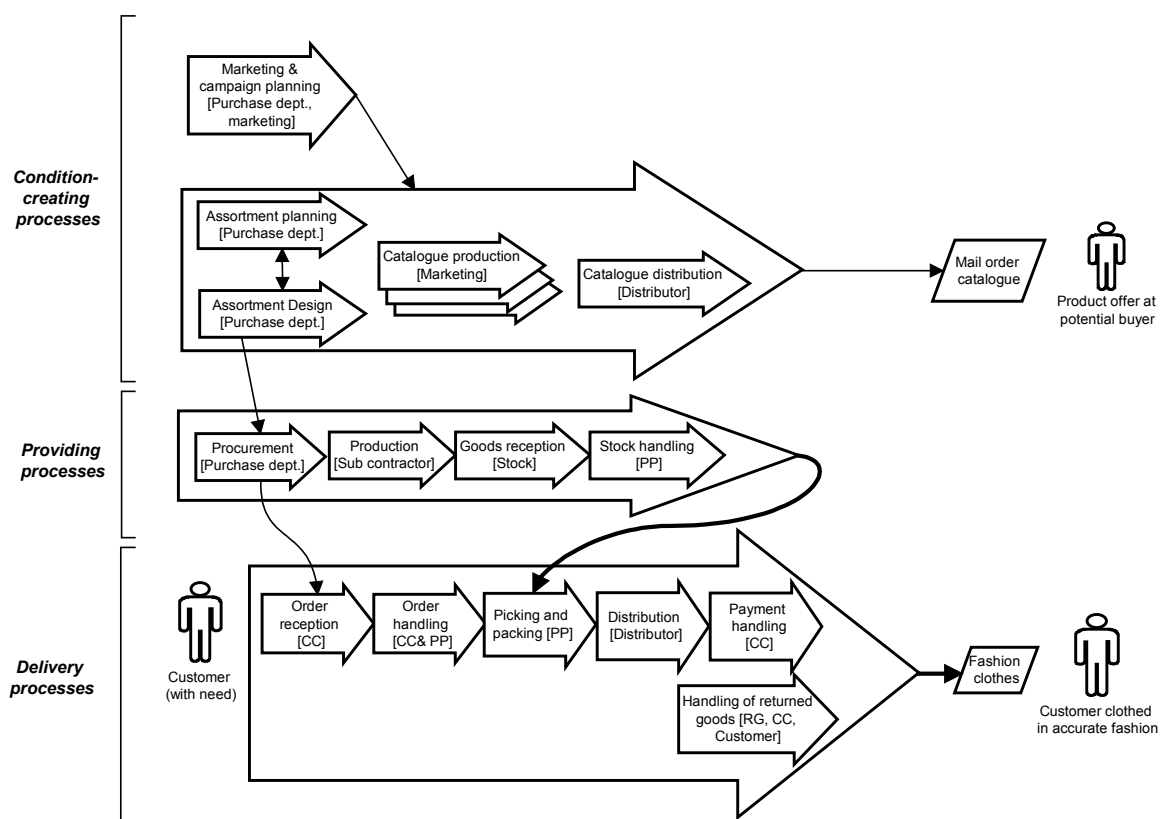 Marketing &
campaign planning
[Purchase dept.,
marketing]
Condition-
creating
processes
Assortment planning
[Purchase dept.]
Catalogue production
[Marketing]
Catalogue distribution
[Distributor]
Assortment Design
[Purchase dept.]
Mail order
catalogue
Product offer at
potential buyer
Providing
processes
Procurement
[Purchase dept.]
Production
[Sub contractor]
Goods reception
[Stock]
Stock handling
[PP]
Delivery
processes
Customer
(with need)
Order
reception
[CC]
Order
handling
[CC& PP]
Picking and
packing [PP]
Distribution
[Distributor]
Payment
handling
[CC]
Handling of returned
goods [RG, CC,
Customer]
Fashion
clothes
Customer clothed
in accurate fashion